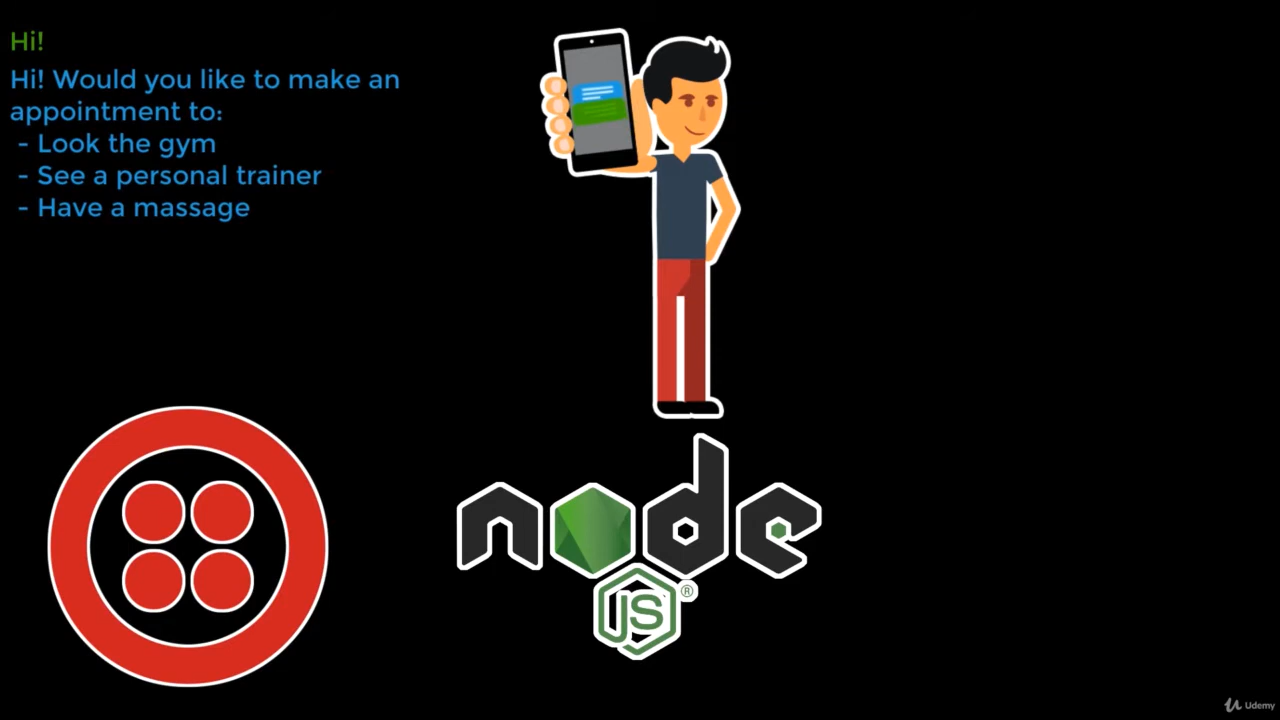 Hi!
Hi! Would you like to make an
appointment to:
- Look the gym
- See a personal trainer
- Have a massage
node
JS®
Udemy